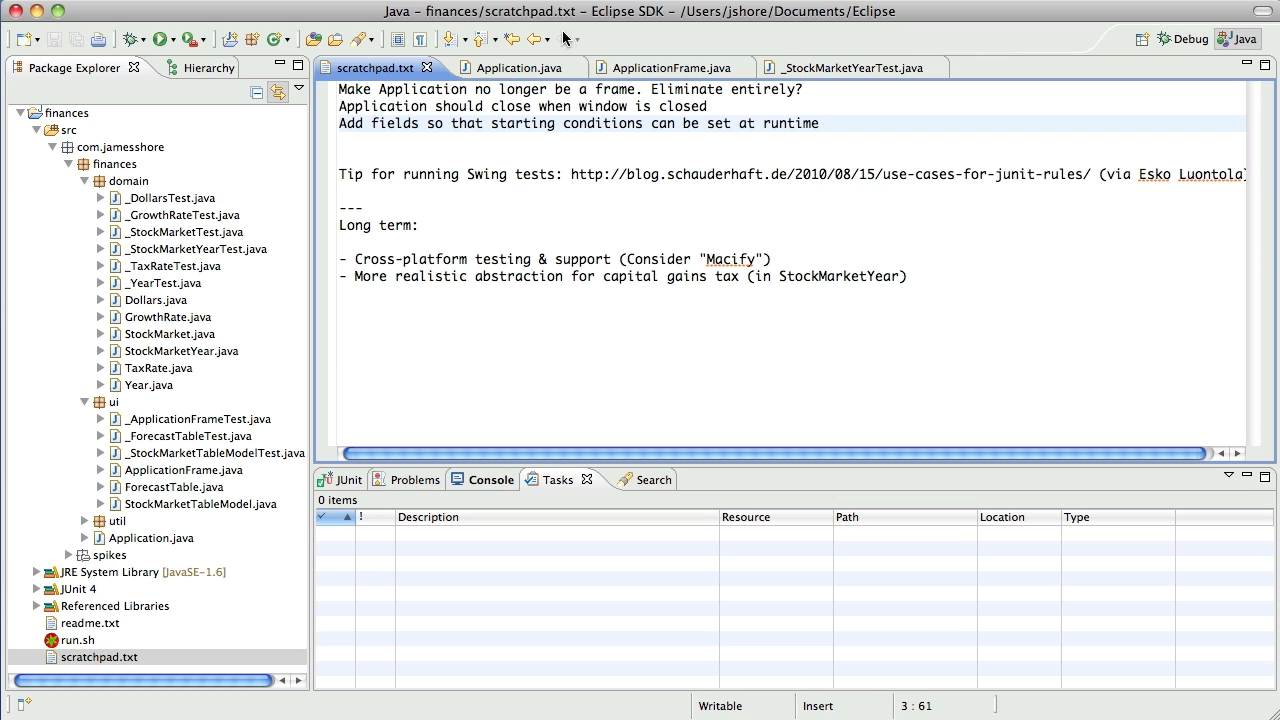 Java - finances/scratchpad.txt - Eclipse SDK - /Users/jshore/Documents/Eclipse
Debug
Java
Package Explorer
Hierarchy
finances
src
com.jamesshore
finances
domain
_DollarsTest.java
_GrowthRateTest.java
_StockMarketTest.java
_StockMarketYearTest.java
_TaxRateTest.java
_YearTest.java
Dollars.java
GrowthRate.java
StockMarket.java
StockMarketYear.java
TaxRate.java
Year.java
ui
_ApplicationFrameTest.java
_ForecastTableTest.java
_StockMarketTableModelTest.java
ApplicationFrame.java
ForecastTable.java
StockMarketTableModel.java
util
Application.java
spikes
JRE System Library [JavaSE-1.6]
JUnit 4
Referenced Libraries
readme.txt
run.sh
scratchpad.txt
scratchpad.txt
Application.java
ApplicationFrame.java
_StockMarketYearTest.java
Make Application no longer be a frame. Eliminate entirely?
Application should close when window is closed
Add fields so that starting conditions can be set at runtime
Tip for running Swing tests: http://blog.schauderhaft.de/2010/08/15/use-cases-for-junit-rules/ (via Esko Luontola)
---
Long term:
- Cross-platform testing & support (Consider "Macify")
- More realistic abstraction for capital gains tax (in StockMarketYear)
JUnit
Problems
Console
Tasks
Search
0 items
! Description Resource Path Location Type
Writable
Insert
3 : 61